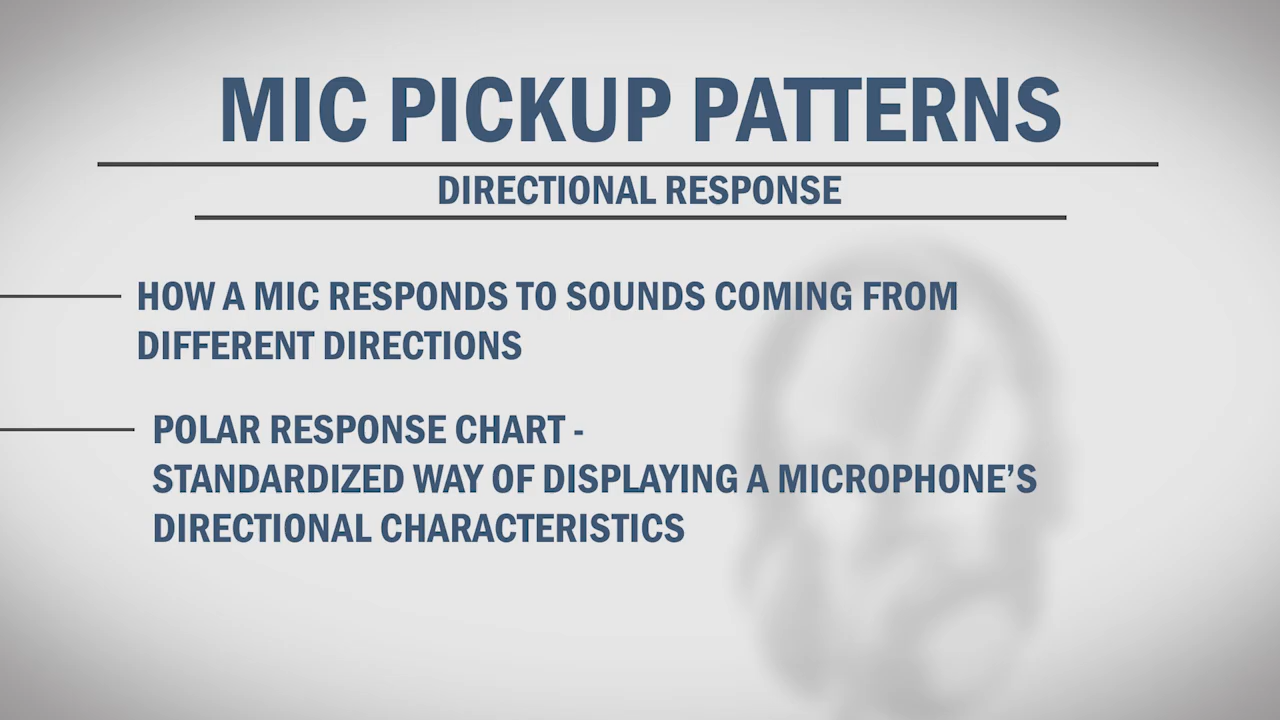 MIC PICKUP PATTERNS
DIRECTIONAL RESPONSE
HOW A MIC RESPONDS TO SOUNDS COMING FROM
DIFFERENT DIRECTIONS
POLAR RESPONSE CHART -
STANDARDIZED WAY OF DISPLAYING A MICROPHONE’S
DIRECTIONAL CHARACTERISTICS